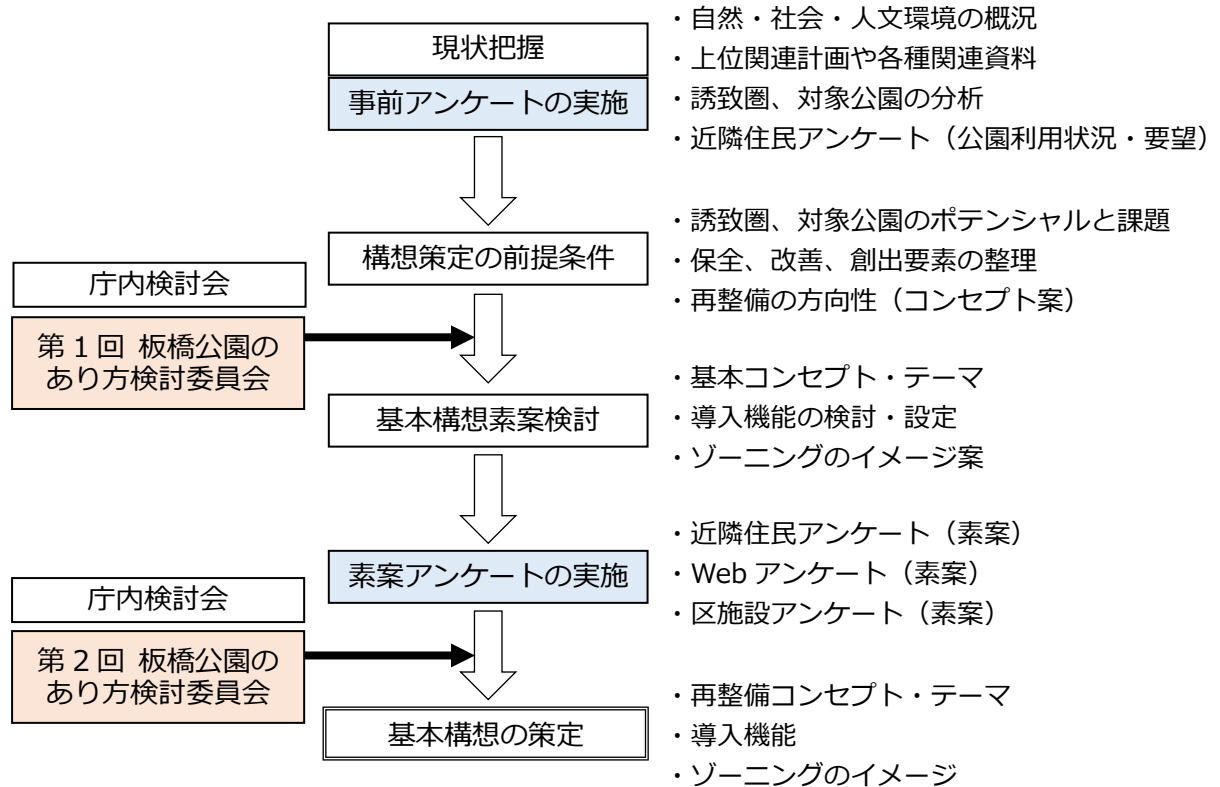 現状把握
事前アンケートの実施
・自然・社会・人文環境の概況
・上位関連計画や各種関連資料
・誘致圏、対象公園の分析
・近隣住民アンケート（公園利用状況・要望）
構想策定の前提条件
・誘致圏、対象公園のポテンシャルと課題
・保全、改善、創出要素の整理
・再整備の方向性（コンセプト案）
庁内検討会
第１回 板橋公園の
あり方検討委員会
基本構想素案検討
・基本コンセプト・テーマ
・導入機能の検討・設定
・ゾーニングのイメージ案
素案アンケートの実施
・近隣住民アンケート（素案）
・Web アンケート（素案）
・区施設アンケート（素案）
庁内検討会
第２回 板橋公園の
あり方検討委員会
基本構想の策定
・再整備コンセプト・テーマ
・導入機能
・ゾーニングのイメージ